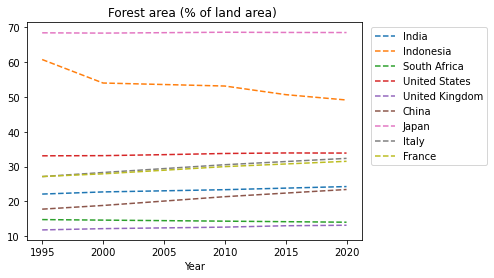 Forest area (% of land area)
70
60
50
40
30
20
10
1995
2000
2005
2010
2015
2020
Year
India
Indonesia
South Africa
United States
United Kingdom
China
Japan
Italy
France